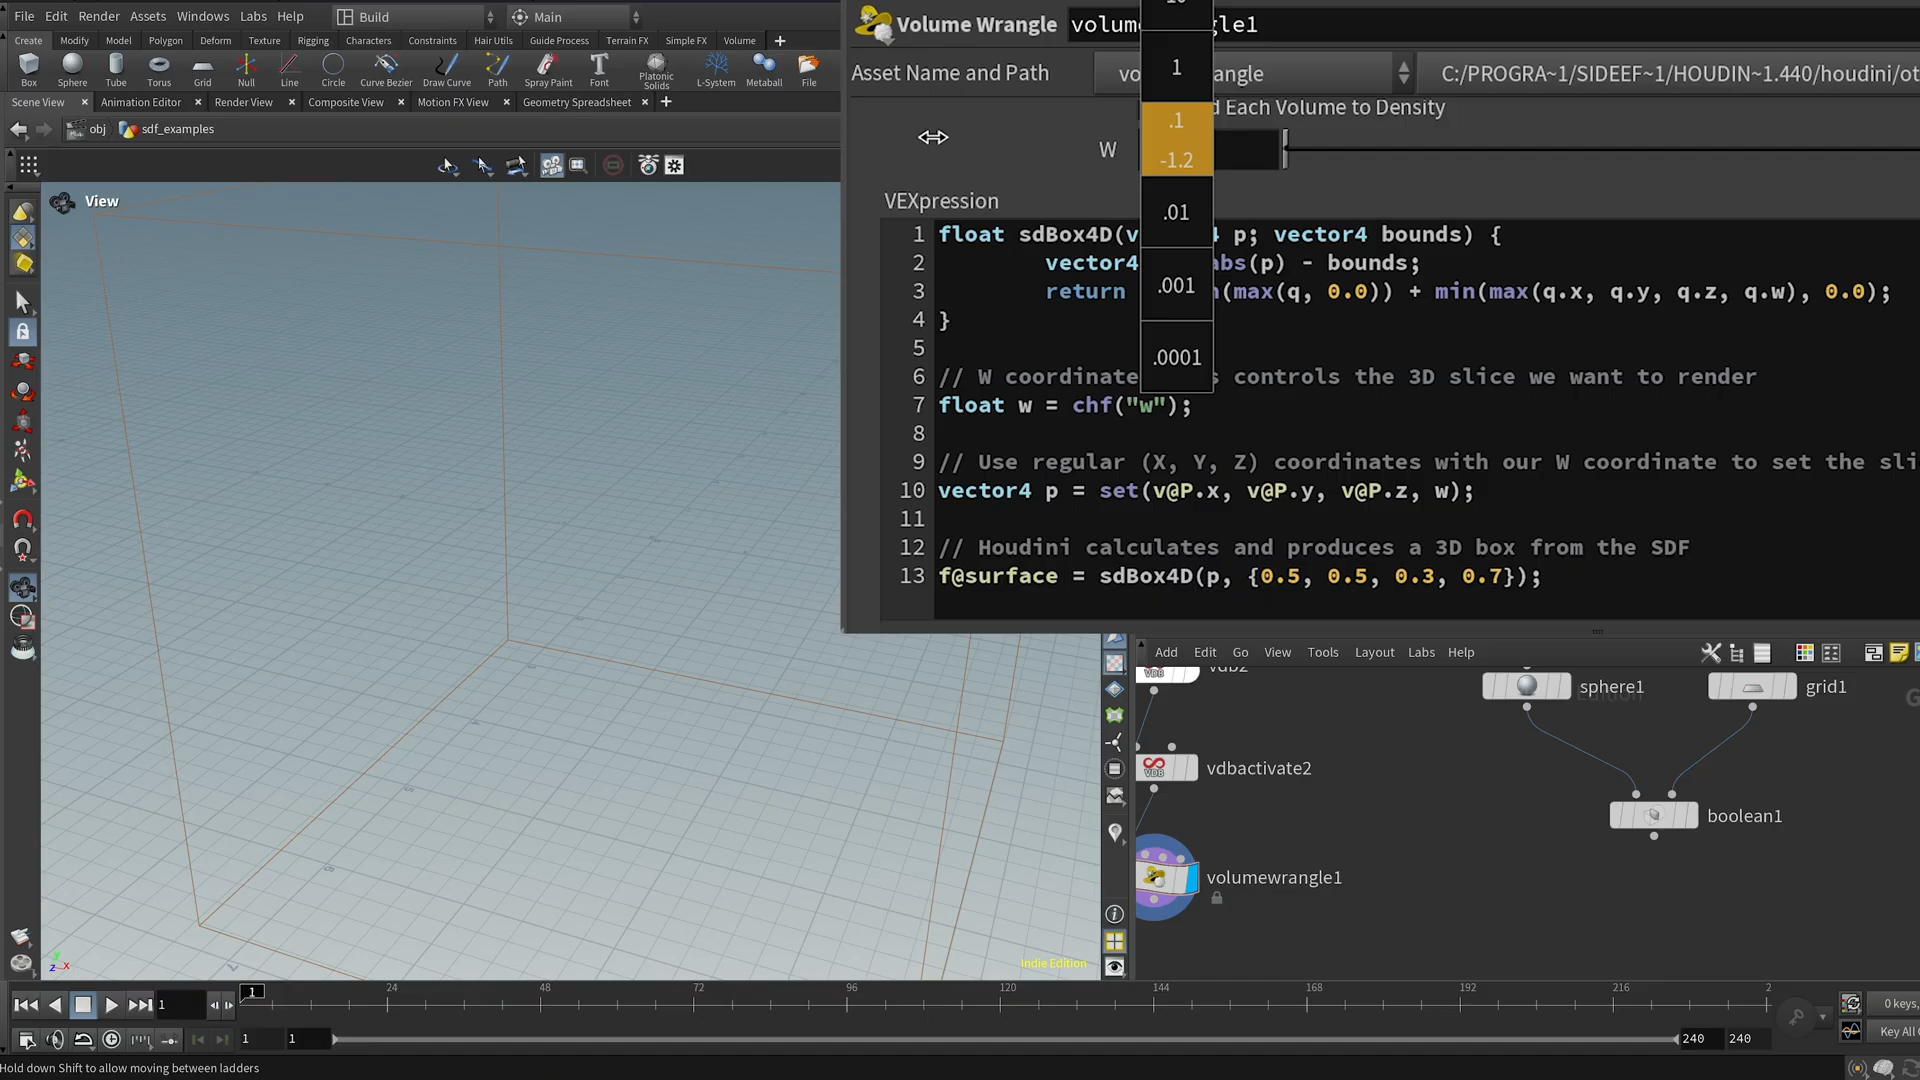 File Edit Render Assets Windows Labs Help Build Main
Create Modify Model Polygon Deform Texture Rigging Characters Constraints Hair Utils Guide Process Terrain FX Simple FX Volume +
Box Sphere Tube Torus Grid Null Line Circle Curve Bezier Draw Curve Path Spray Paint Font Platonic Solids L-System Metaball File
Scene View × Animation Editor × Render View × Composite View × Motion FX View × Geometry Spreadsheet × +
obj sdf_examples
View
Indie Edition
Volume Wrangle
Asset Name and Path
C:/PROGRA~1/SIDEEF~1/HOUDIN~1.440/houdini/ot
Each Volume to Density
W
1
.1
-1.2
.01
.001
.0001
VEXpression
1 float sdBox4D( p; vector4 bounds) {
2 vector4 (p) - bounds;
3 return (max(q, 0.0)) + min(max(q.x, q.y, q.z, q.w), 0.0);
4 }
5
6 // W coordinate controls the 3D slice we want to render
7 float w = chf("w");
8
9 // Use regular (X, Y, Z) coordinates with our W coordinate to set the sli
10 vector4 p = set(v@P.x, v@P.y, v@P.z, w);
11
12 // Houdini calculates and produces a 3D box from the SDF
13 f@surface = sdBox4D(p, {0.5, 0.5, 0.3, 0.7});
Add Edit Go View Tools Layout Labs Help
sphere1
grid1
vdbactivate2
boolean1
volumewrangle1
1 1 24 48 72 96 120 144 168 192 216 2
0 keys,
1 1 240 240
Key All
Hold down Shift to allow moving between ladders